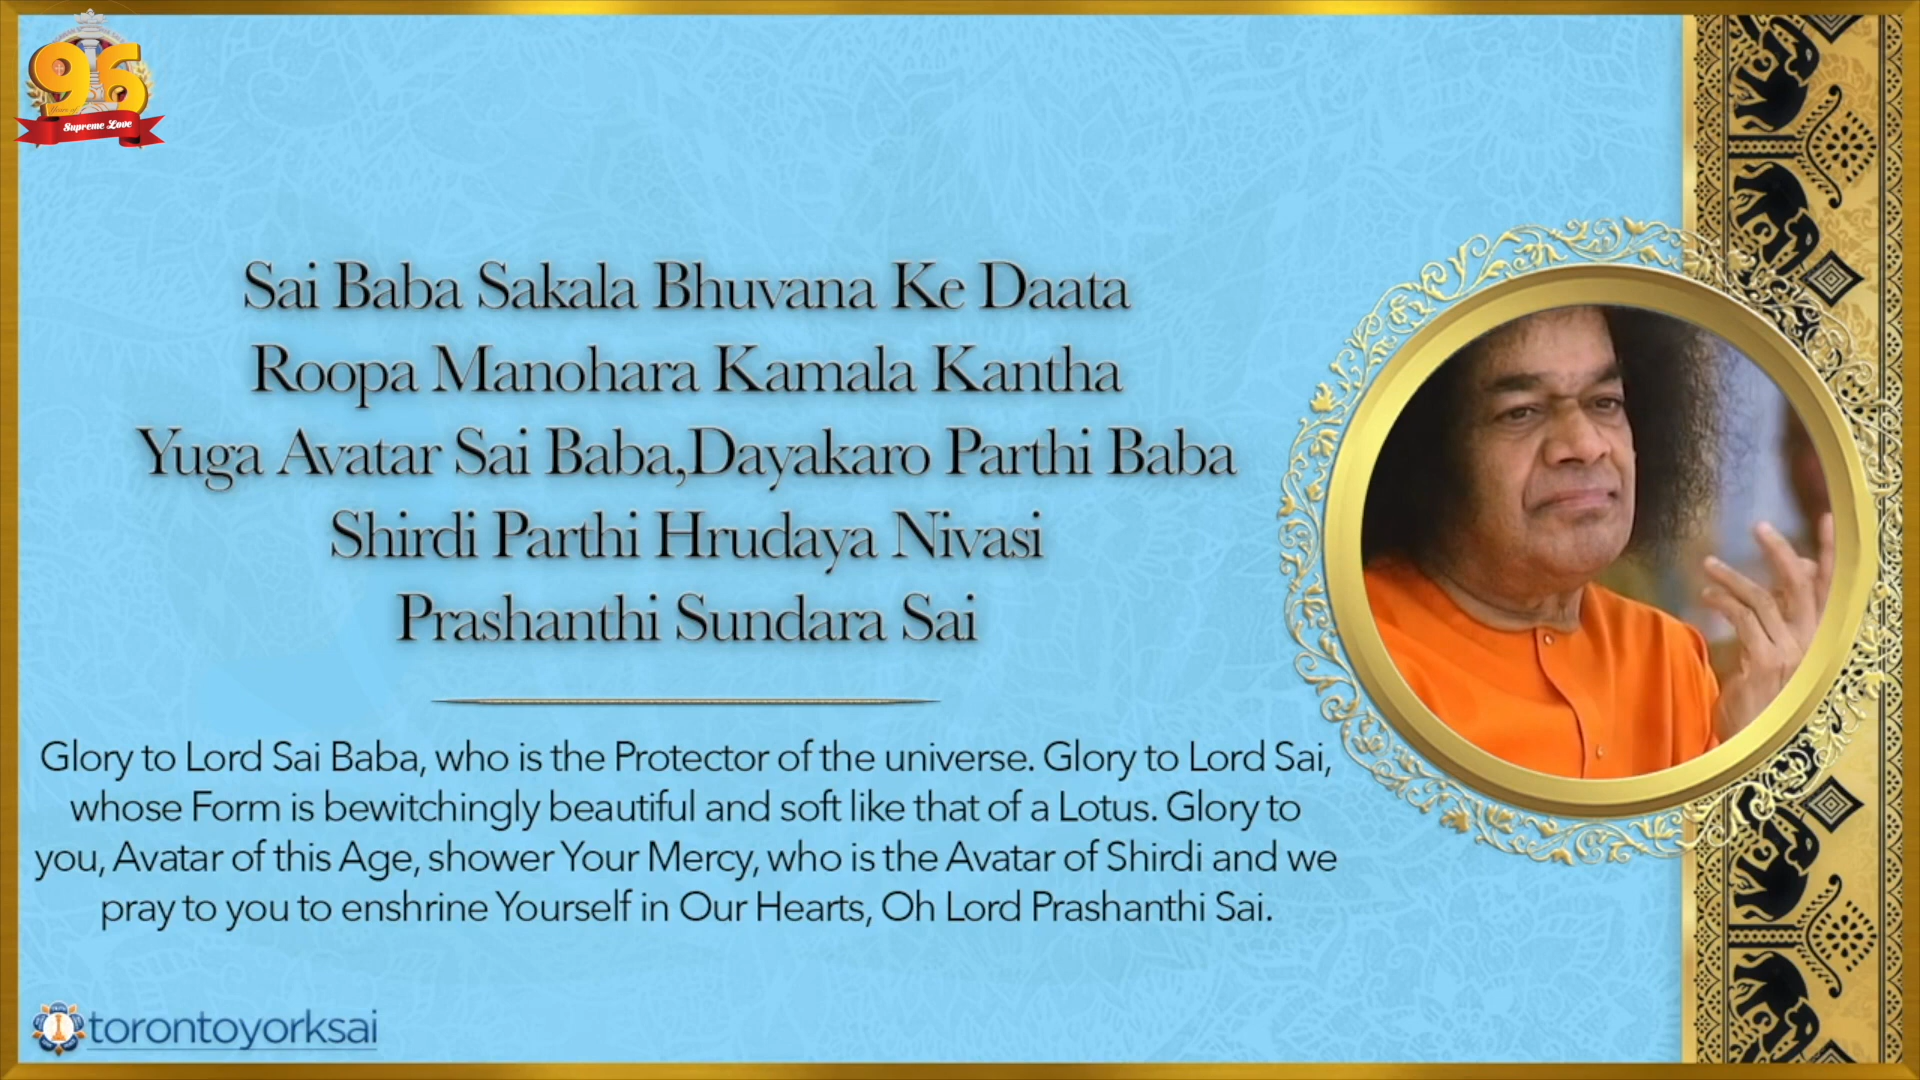 96
Years of
Supreme Love
Sai Baba Sakala Bhuvana Ke Daata
Roopa Manohara Kamala Kantha
Yuga Avatar Sai Baba,Dayakaro Parthi Baba
Shirdi Parthi Hrudaya Nivasi
Prashanthi Sundara Sai
Glory to Lord Sai Baba, who is the Protector of the universe. Glory to Lord Sai,
whose Form is bewitchingly beautiful and soft like that of a Lotus. Glory to
you, Avatar of this Age, shower Your Mercy, who is the Avatar of Shirdi and we
pray to you to enshrine Yourself in Our Hearts, Oh Lord Prashanthi Sai.
torontoyorksai